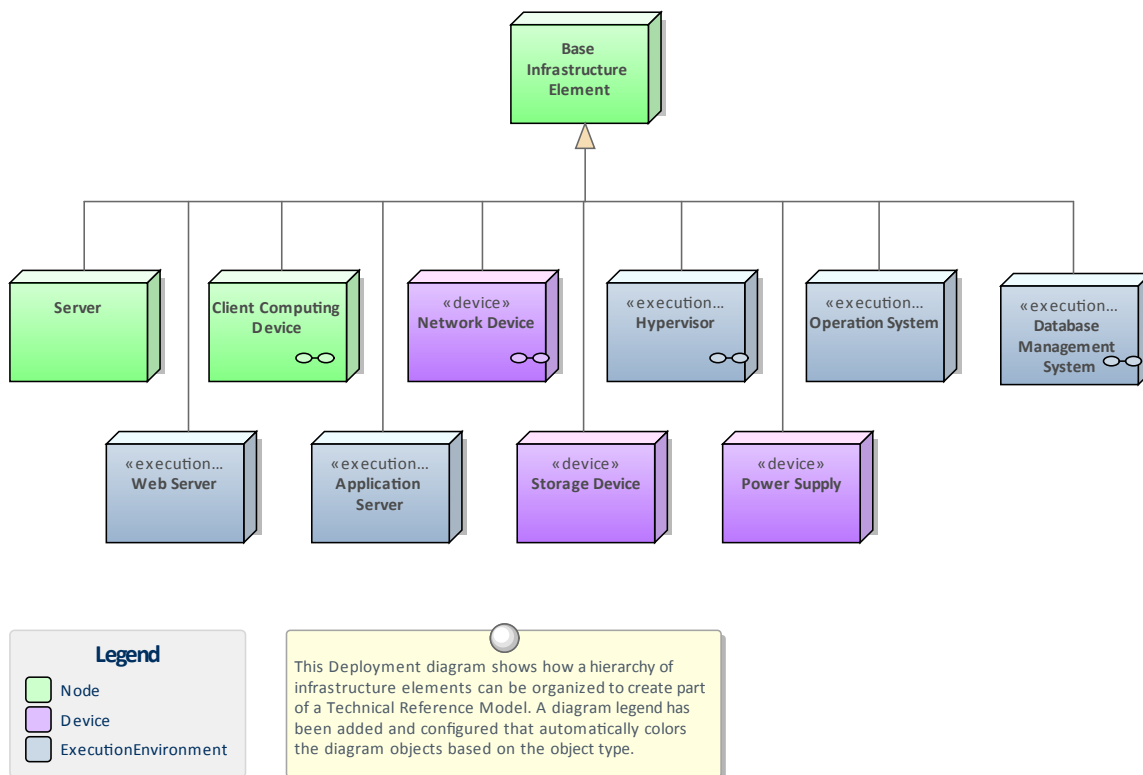 Base
Infrastructure
Element
Server
Client Computing
Device
«device»
Network Device
«execution...
Hypervisor
«execution...
Operation System
«execution...
Database
Management
System
«execution...
Web Server
«execution...
Application
Server
«device»
Storage Device
«device»
Power Supply
Legend
Node
Device
ExecutionEnvironment
This Deployment diagram shows how a hierarchy of
infrastructure elements can be organized to create part
of a Technical Reference Model. A diagram legend has
been added and configured that automatically colors
the diagram objects based on the object type.